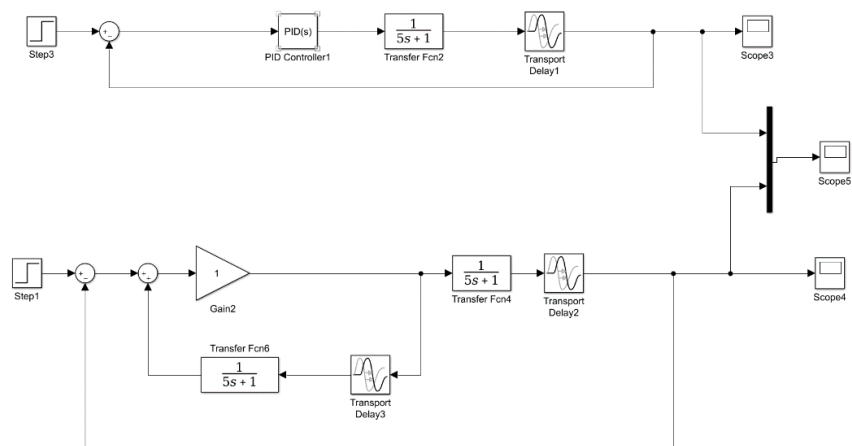 PID(s)
1
5s + 1
Step3
PID Controller1
Transfer Fcn2
Transport
Delay1
Scope3
Scope5
1
1
5s + 1
Step1
Gain2
Transfer Fcn4
Transport
Delay2
Scope4
Transfer Fcn6
1
5s + 1
Transport
Delay3